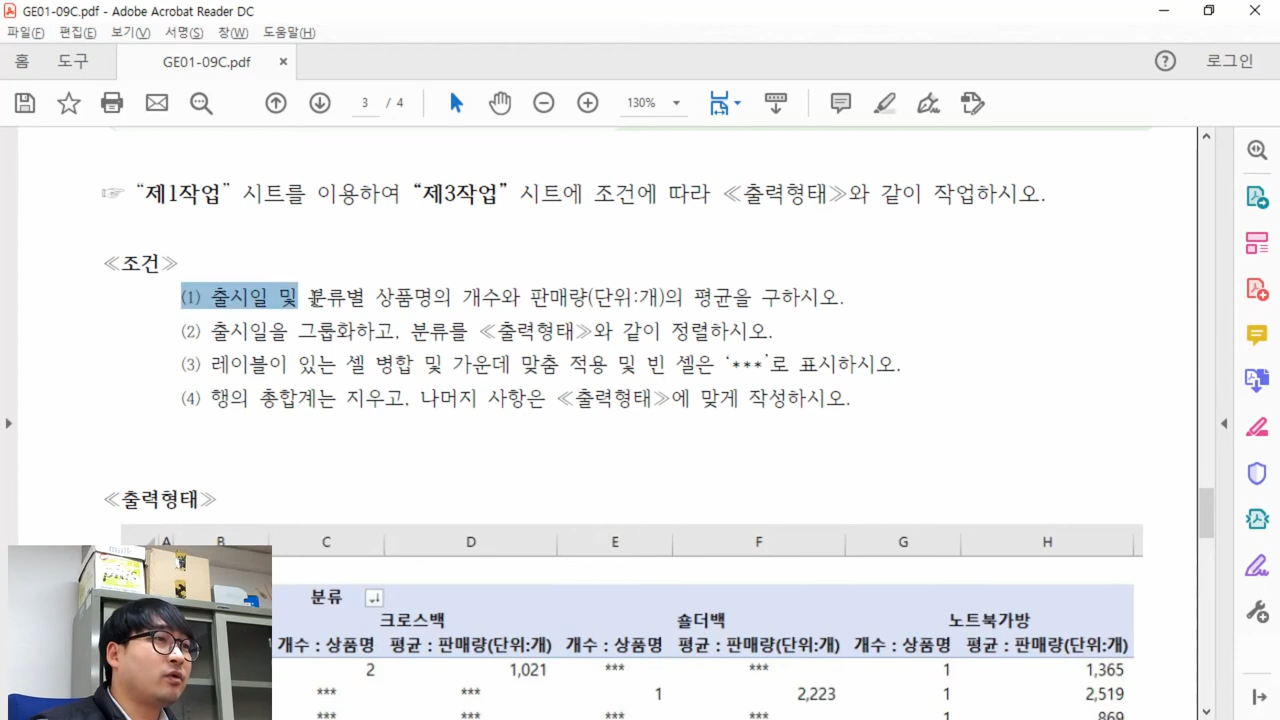 GE01-09C.pdf - Adobe Acrobat Reader DC
파일(F) 편집(E) 보기(V) 서명(S) 창(W) 도움말(H)
홈 도구 GE01-09C.pdf × 로그인
3 / 4 130%
☞ “제1작업” 시트를 이용하여 “제3작업” 시트에 조건에 따라 ≪출력형태≫와 같이 작업하시오.
≪조건≫
(1) 출시일 및 분류별 상품명의 개수와 판매량(단위:개)의 평균을 구하시오.
(2) 출시일을 그룹화하고, 분류를 ≪출력형태≫와 같이 정렬하시오.
(3) 레이블이 있는 셀 병합 및 가운데 맞춤 적용 및 빈 셀은 ‘***’로 표시하시오.
(4) 행의 총합계는 지우고, 나머지 사항은 ≪출력형태≫에 맞게 작성하시오.
≪출력형태≫
A B C D E F G H
분류
크로스백 숄더백 노트북가방
개수 : 상품명 평균 : 판매량(단위:개) 개수 : 상품명 평균 : 판매량(단위:개) 개수 : 상품명 평균 : 판매량(단위:개)
2 1,021 *** *** 1 1,365
*** *** 1 2,223 1 2,519
*** *** *** *** 1 869